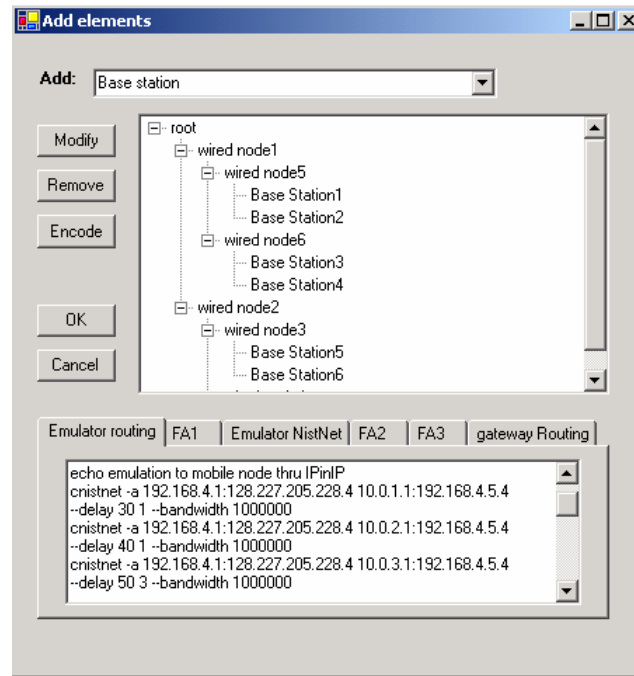 Add elements
Add: Base station
Modify
Remove
Encode
OK
Cancel
root
wired node1
wired node5
Base Station1
Base Station2
wired node6
Base Station3
Base Station4
wired node2
wired node3
Base Station5
Base Station6
Emulator routing FA1 Emulator NistNet FA2 FA3 gateway Routing
echo emulation to mobile node thru IPinIP
cnistnet -a 192.168.4.1:128.227.205.228.4 10.0.1.1:192.168.4.5.4
--delay 30 1 --bandwidth 1000000
cnistnet -a 192.168.4.1:128.227.205.228.4 10.0.2.1:192.168.4.5.4
--delay 40 1 --bandwidth 1000000
cnistnet -a 192.168.4.1:128.227.205.228.4 10.0.3.1:192.168.4.5.4
--delay 50 3 --bandwidth 1000000